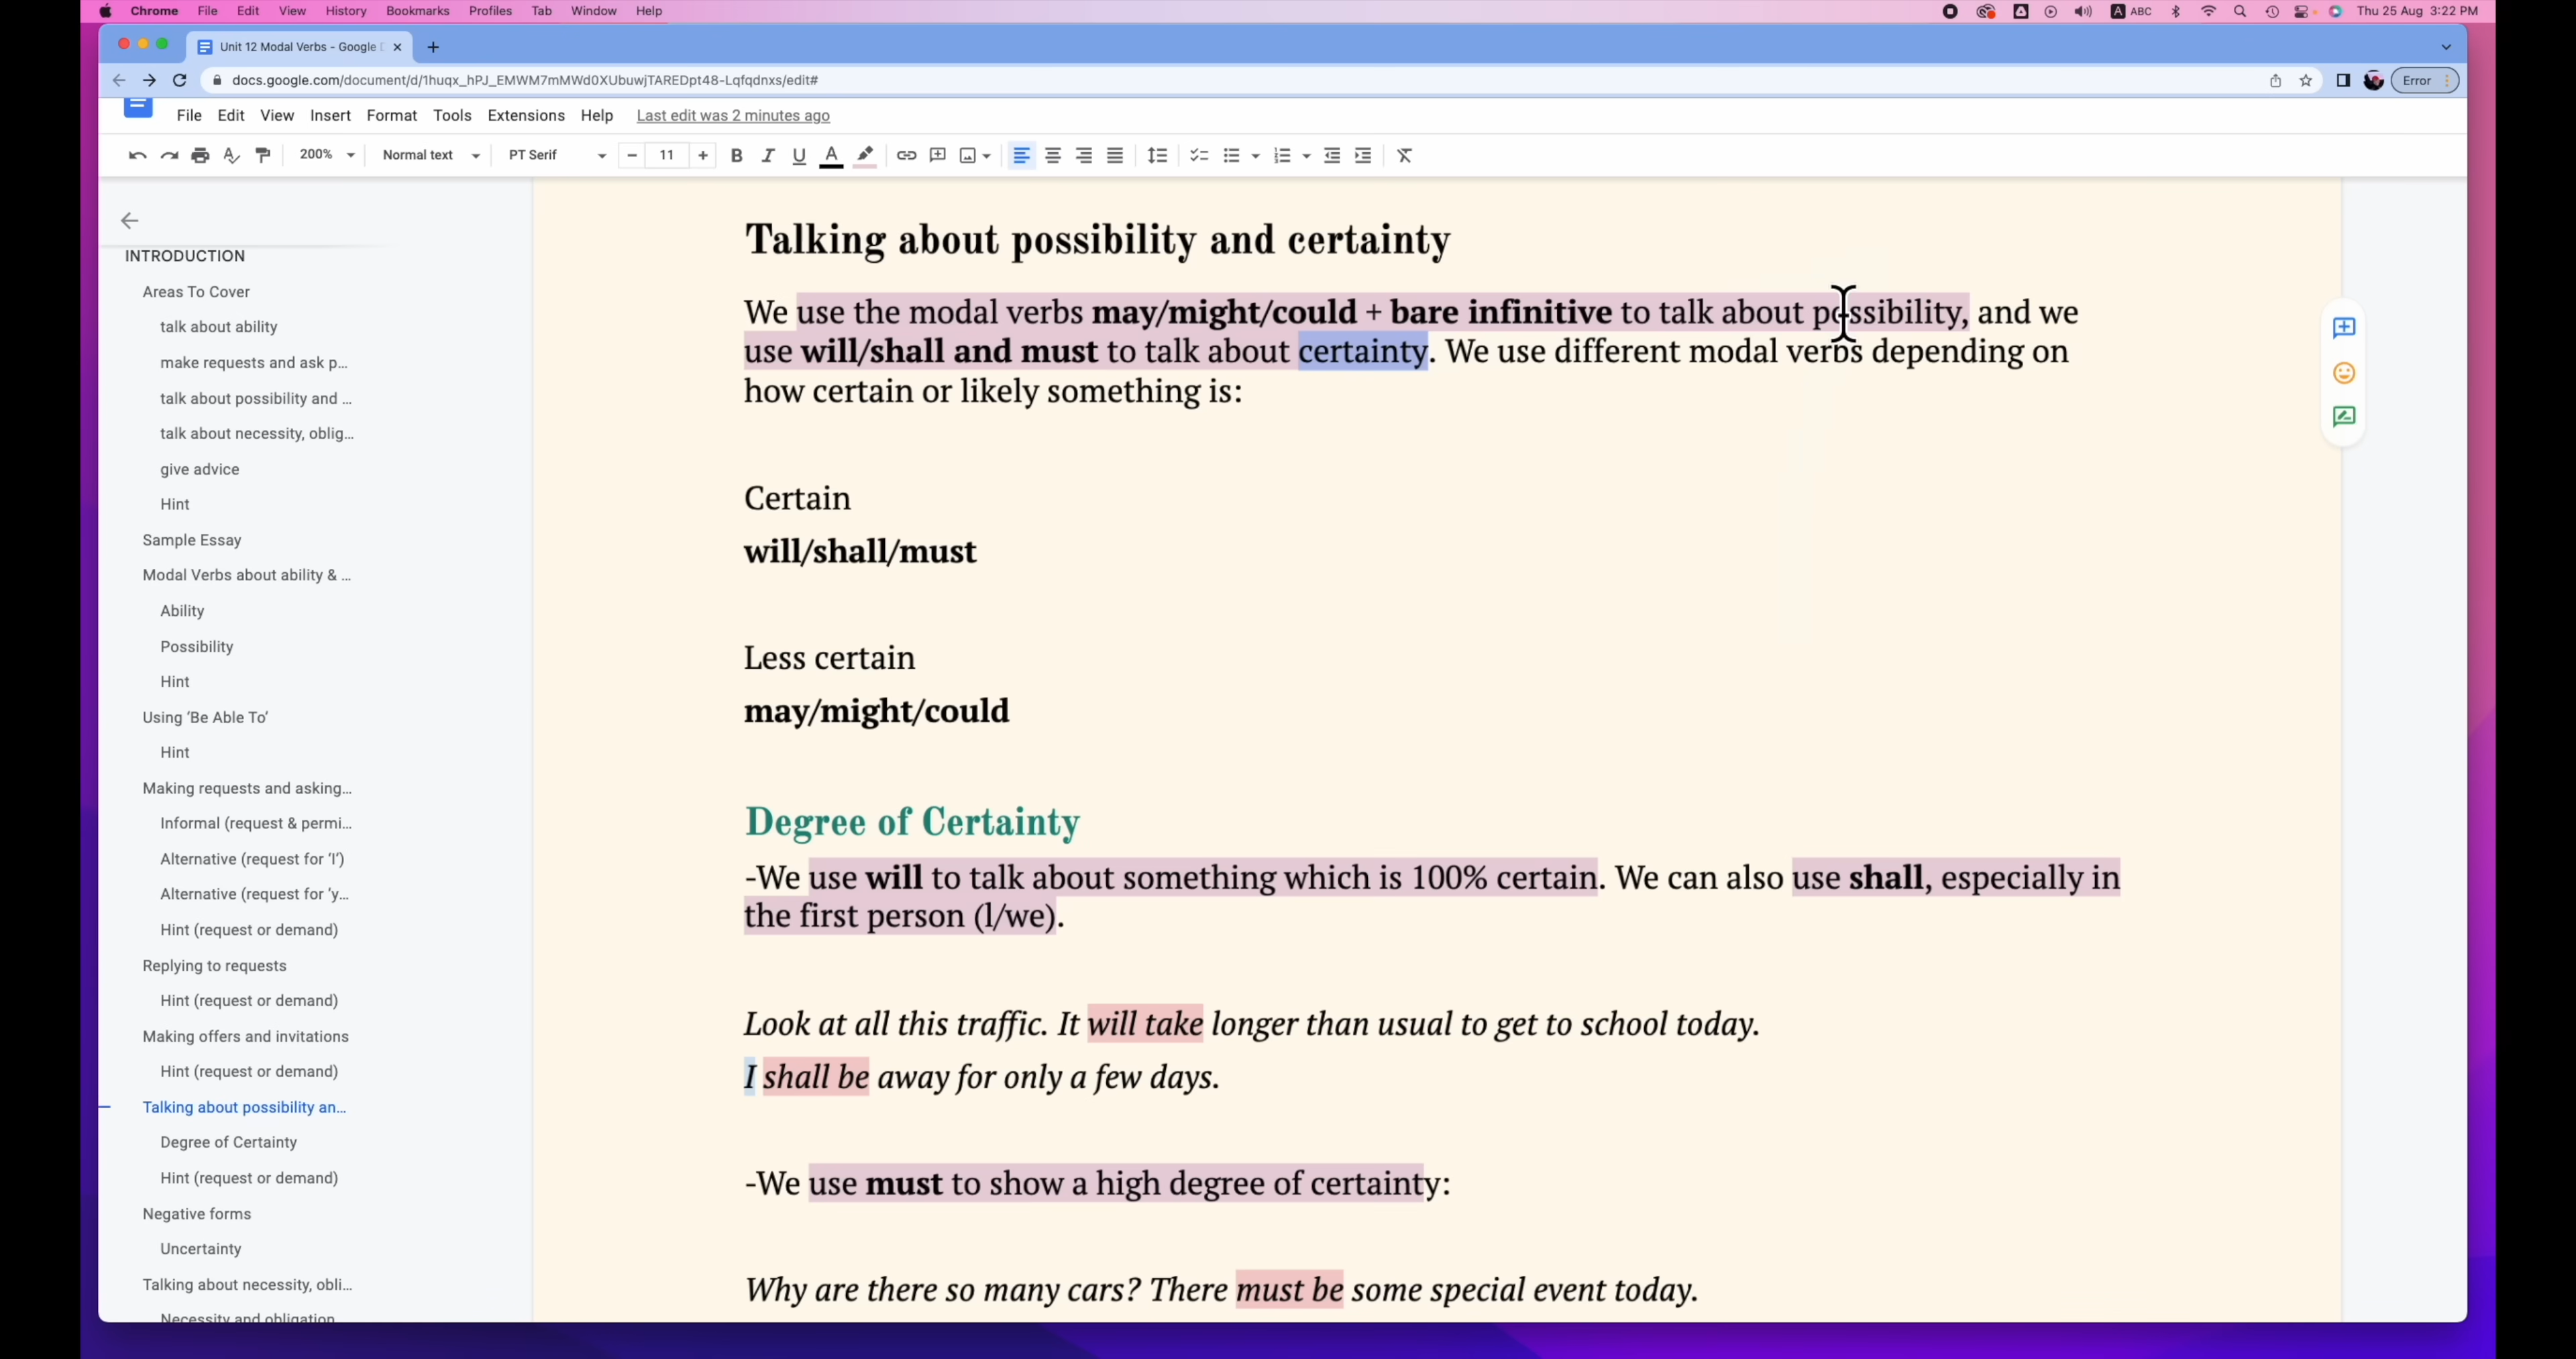 Chrome File Edit View History Bookmarks Profiles Tab Window Help A ABC Thu 25 Aug 3:22 PM
Unit 12 Modal Verbs - Google D
docs.google.com/document/d/1huqx_hPJ_EMWM7mMWd0XUbuwjTAREDpt48-Lqfqdnxs/edit# Error
File Edit View Insert Format Tools Extensions Help Last edit was 2 minutes ago
200% Normal text PT Serif − 11 + B I U A
INTRODUCTION
Areas To Cover
talk about ability
make requests and ask p...
talk about possibility and ...
talk about necessity, oblig...
give advice
Hint
Sample Essay
Modal Verbs about ability & ...
Ability
Possibility
Hint
Using ‘Be Able To’
Hint
Making requests and asking...
Informal (request & permi...
Alternative (request for ‘I’)
Alternative (request for ‘y...
Hint (request or demand)
Replying to requests
Hint (request or demand)
Making offers and invitations
Hint (request or demand)
Talking about possibility an...
Degree of Certainty
Hint (request or demand)
Negative forms
Uncertainty
Talking about necessity, obli...
Necessity and obligation
Talking about possibility and certainty
We use the modal verbs may/might/could + bare infinitive to talk about possibility, and we
use will/shall and must to talk about certainty. We use different modal verbs depending on
how certain or likely something is:
Certain
will/shall/must
Less certain
may/might/could
Degree of Certainty
-We use will to talk about something which is 100% certain. We can also use shall, especially in
the first person (l/we).
Look at all this traffic. It will take longer than usual to get to school today.
I shall be away for only a few days.
-We use must to show a high degree of certainty:
Why are there so many cars? There must be some special event today.